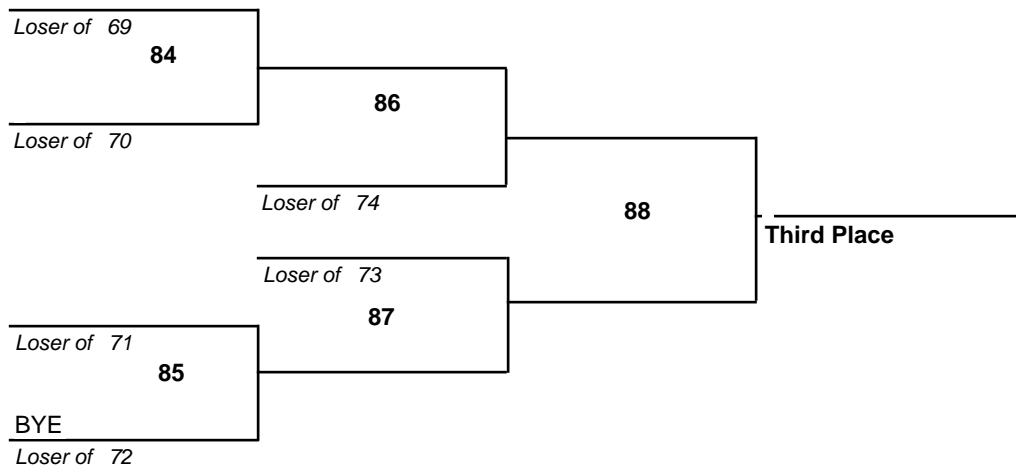 Loser of 69
84
86
Loser of 70
Loser of 74
88
Third Place
Loser of 73
87
Loser of 71
85
BYE
Loser of 72